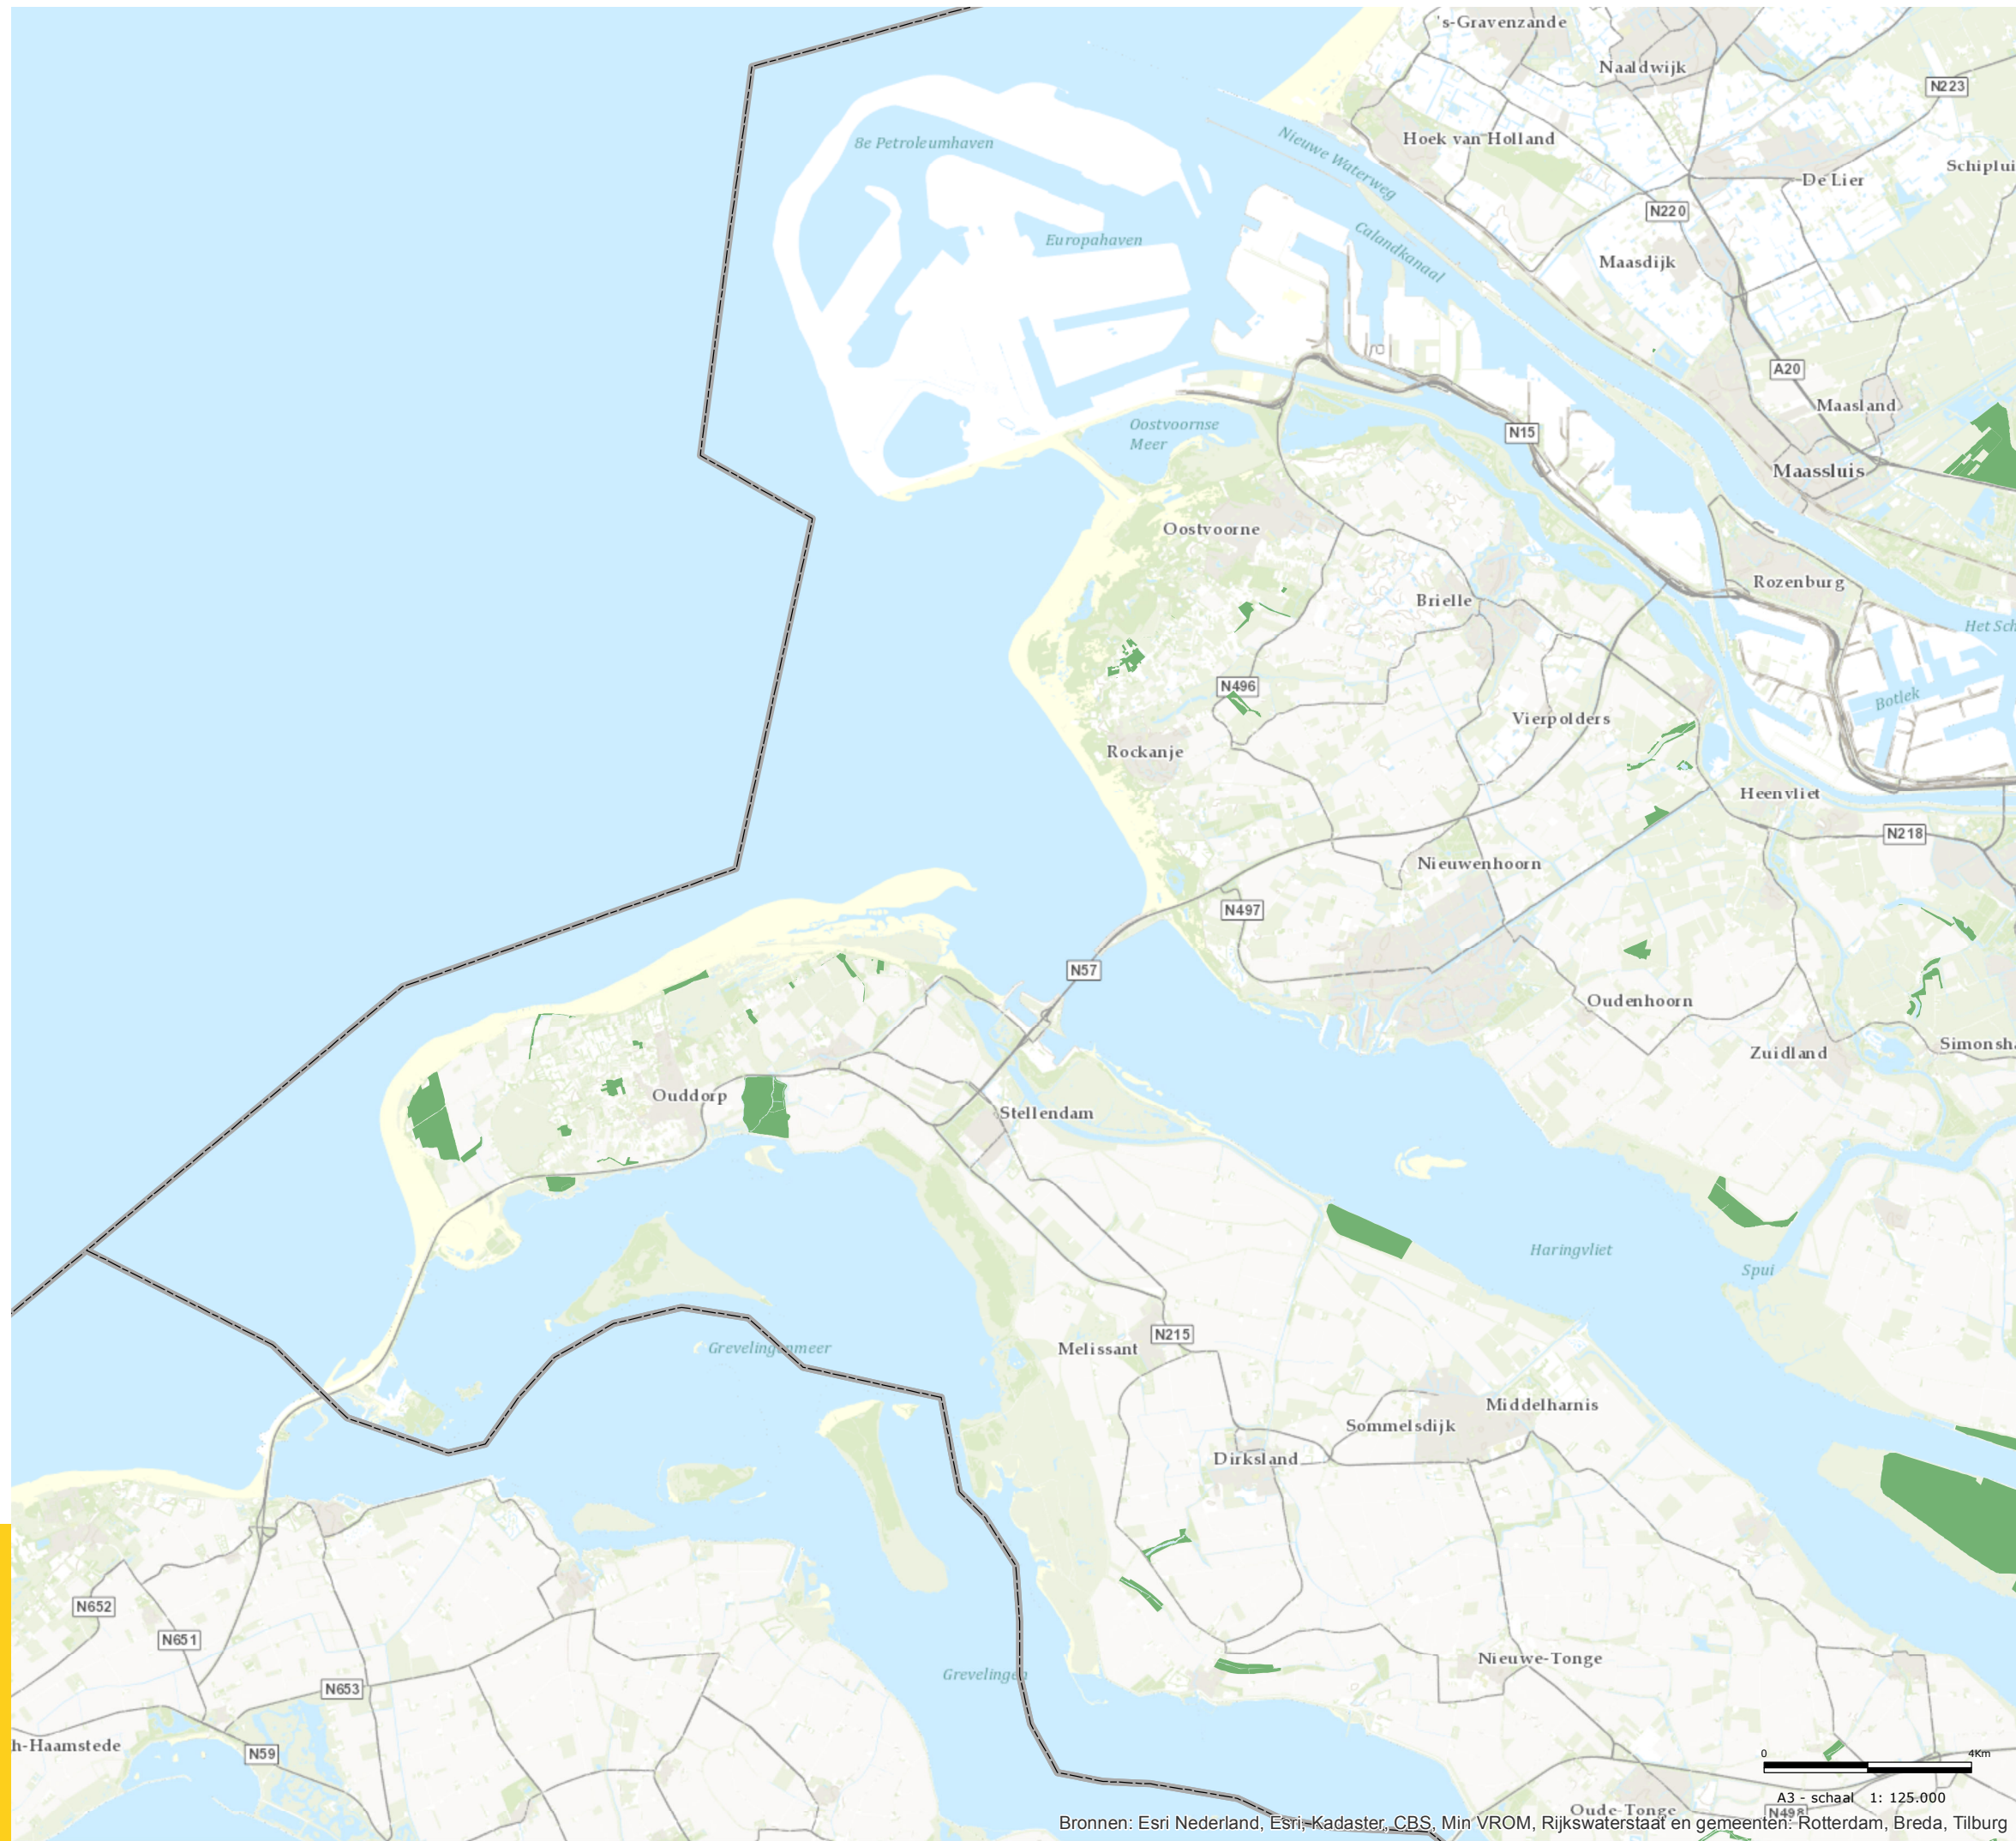 's-Gravenzande
Naaldwijk
N223
8e Petroleumhaven
Nieuwe Waterweg
Hoek van Holland
Schiplui
De Lier
N220
Europahaven
Calandkanaal
Maasdijk
A20
Maasland
Oostvoornse
Meer
N15
Maassluis
Oostvoorne
Rozenburg
Brielle
Het Sch
N496
Botlek
Vierpolders
Rockanje
Heenvliet
N218
Nieuwenhoorn
N497
N57
Oudenhoorn
Simonsha
Zuidland
Ouddorp
Stellendam
Haringvliet
Spui
N215
Grevelingenmeer
Melissant
Middelharnis
Sommelsdijk
Dirksland
N652
N651
Nieuwe-Tonge
Grevelingen
N653
h-Haamstede
N59
0 4Km
A3 - schaal 1: 125.000
Oude-Tonge
N498
Bronnen: Esri Nederland, Esri, Kadaster, CBS, Min VROM, Rijkswaterstaat en gemeenten: Rotterdam, Breda, Tilburg